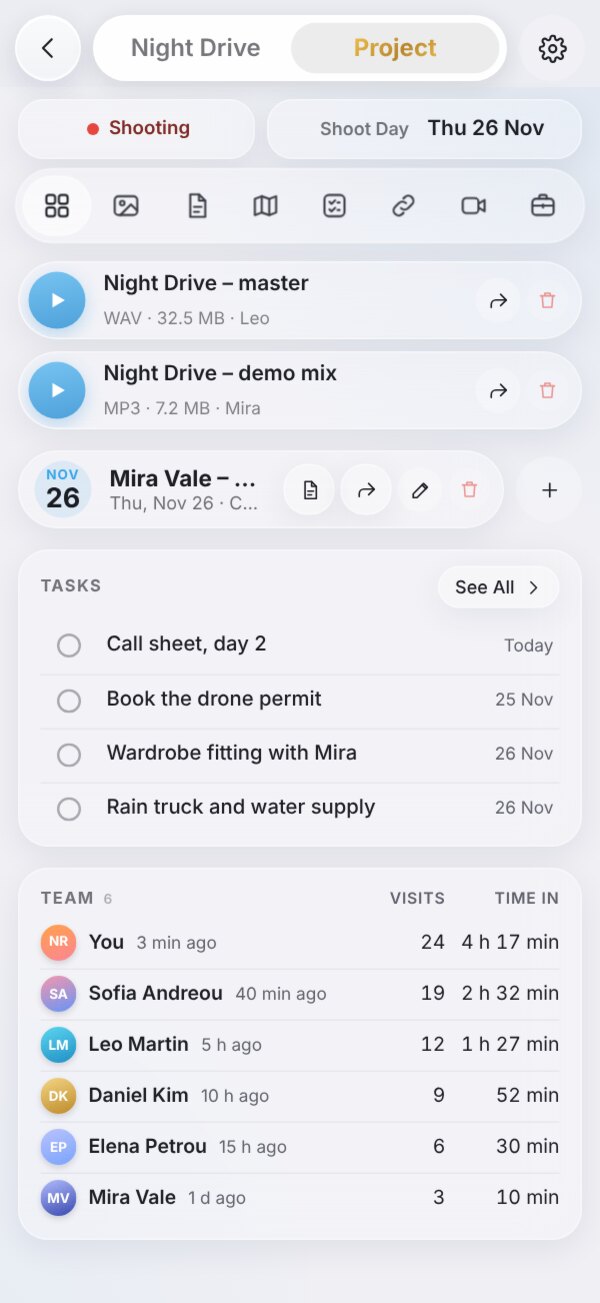 Night Drive Project
Shooting Shoot Day Thu 26 Nov
Night Drive – master
WAV · 32.5 MB · Leo
Night Drive – demo mix
MP3 · 7.2 MB · Mira
NOV
26
Mira Vale – ...
Thu, Nov 26 · C...
TASKS See All
Call sheet, day 2 Today
Book the drone permit 25 Nov
Wardrobe fitting with Mira 26 Nov
Rain truck and water supply 26 Nov
TEAM 6 VISITS TIME IN
NR You 3 min ago 24 4 h 17 min
SA Sofia Andreou 40 min ago 19 2 h 32 min
LM Leo Martin 5 h ago 12 1 h 27 min
DK Daniel Kim 10 h ago 9 52 min
EP Elena Petrou 15 h ago 6 30 min
MV Mira Vale 1 d ago 3 10 min